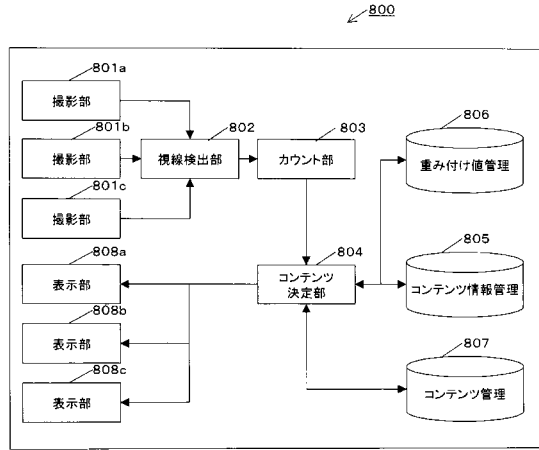 800
801a
撮影部
801b
撮影部
801c
撮影部
802
視線検出部
803
カウント部
806
重み付け値管理
804
コンテンツ
決定部
805
コンテンツ情報管理
807
コンテンツ管理
808a
表示部
808b
表示部
808c
表示部